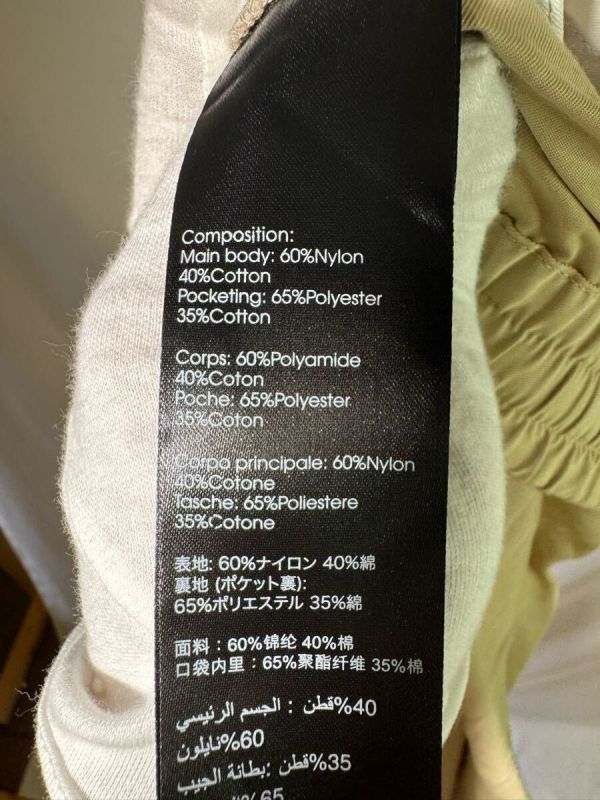 Composition:
Main body: 60%Nylon
40%Cotton
Pocketing: 65%Polyester
35%Cotton
Corps: 60%Polyamide
40%Coton
Poche: 65%Polyester
35%Coton
Corpo principale: 60%Nylon
40%Cotone
Tasche: 65%Poliestere
35%Cotone
表地: 60%ナイロン 40%綿
裏地 (ポケット裏):
65%ポリエステル 35%綿
面料：60%锦纶 40%棉
口袋内里：65%聚酯纤维 35%棉
الجسم الرئيسي : قطن%40
نايلون%60
بطانة الجيب: قطن%35
%65